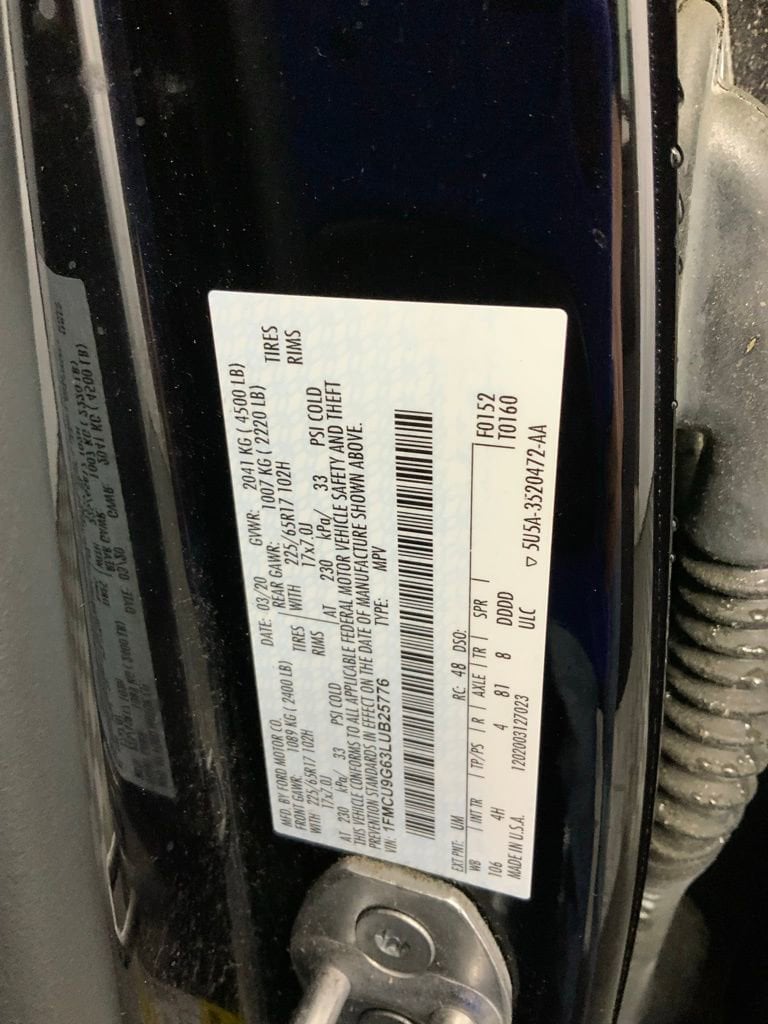 MFD. BY FORD MOTOR CO.
DATE: 03/20 GVWR: 2041 KG ( 4500 LB)
FRONT GAWR: 1089 KG ( 2400 LB) REAR GAWR: 1007 KG ( 2220 LB)
WITH 225/65R17 102H TIRES WITH 225/65R17 102H TIRES
17x7.0J RIMS 17x7.0J RIMS
AT 230 kPa/ 33 PSI COLD AT 230 kPa/ 33 PSI COLD
THIS VEHICLE CONFORMS TO ALL APPLICABLE FEDERAL MOTOR VEHICLE SAFETY AND THEFT
PREVENTION STANDARDS IN EFFECT ON THE DATE OF MANUFACTURE SHOWN ABOVE.
VIN: 1FMCU9G63LUB25776 TYPE: MPV
EXT PNT: UM RC: 48 DSO: F0152
WB INT TR TP/PS R AXLE TR SPR T0160
106 4H 4 81 B DDDD
MADE IN U.S.A. 1202003127023 ULC ▽ 5U5A-3520472-AA